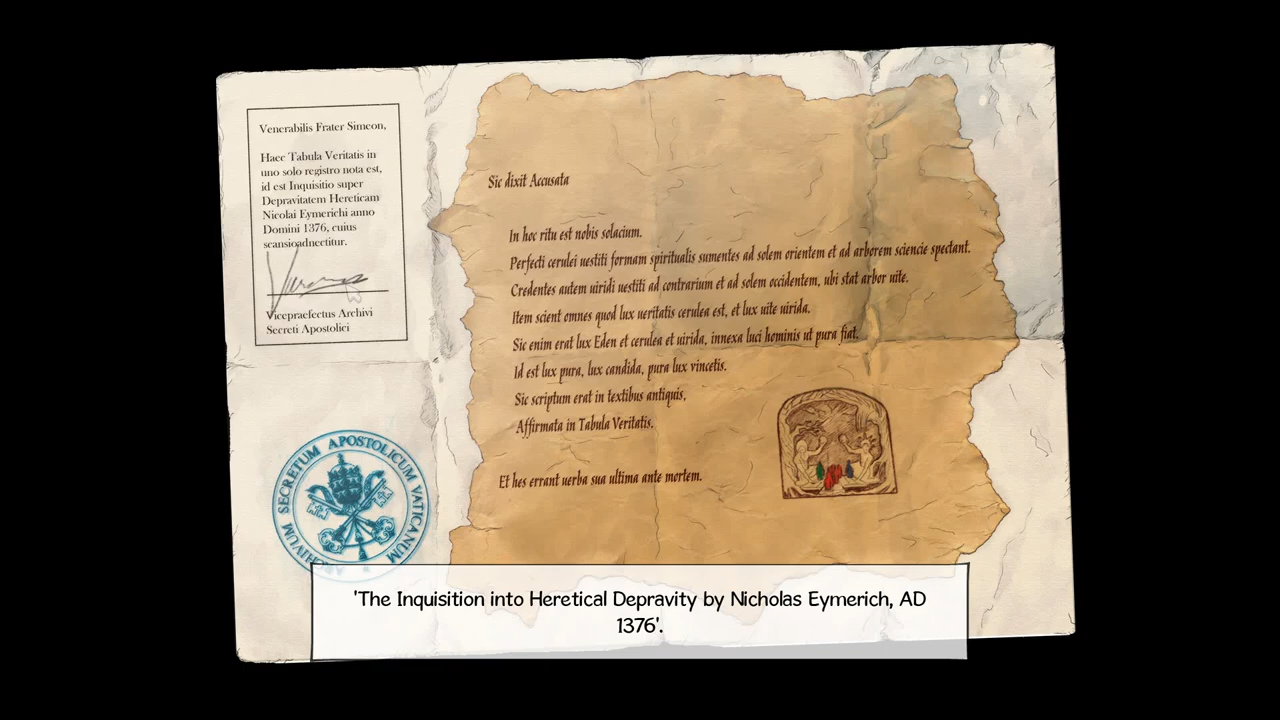 Venerabilis Frater Simeon,
Haec Tabula Veritatis in
uno solo registro nota est,
id est Inquisitio super
Depravitatem Hereticam
Nicolai Eymerichi anno
Domini 1376, cuius
scansioadnectitur.
Vicepraefectus Archivi
Secreti Apostolici
ARCHIVUM SECRETUM APOSTOLICUM VATICANUM
Sic dixit Accusata
In hoc ritu est nobis solacium.
Perfecti cerulei uestiti formam spiritualis sumentes ad solem orientem et ad arborem sciencie spectant.
Credentes autem uiridi uestiti ad contrarium et ad solem occidentem, ubi stat arbor uite.
Item scient omnes quod lux ueritatis cerulea est, et lux uite uirida.
Sic enim erat lux Eden et cerulea et uirida, innexa luci hominis ut pura fiat.
Id est lux pura, lux candida, pura lux vincetis.
Sic scriptum erat in textibus antiquis,
Affirmata in Tabula Veritatis.
Et hes errant uerba sua ultima ante mortem.
'The Inquisition into Heretical Depravity by Nicholas Eymerich, AD
1376'.